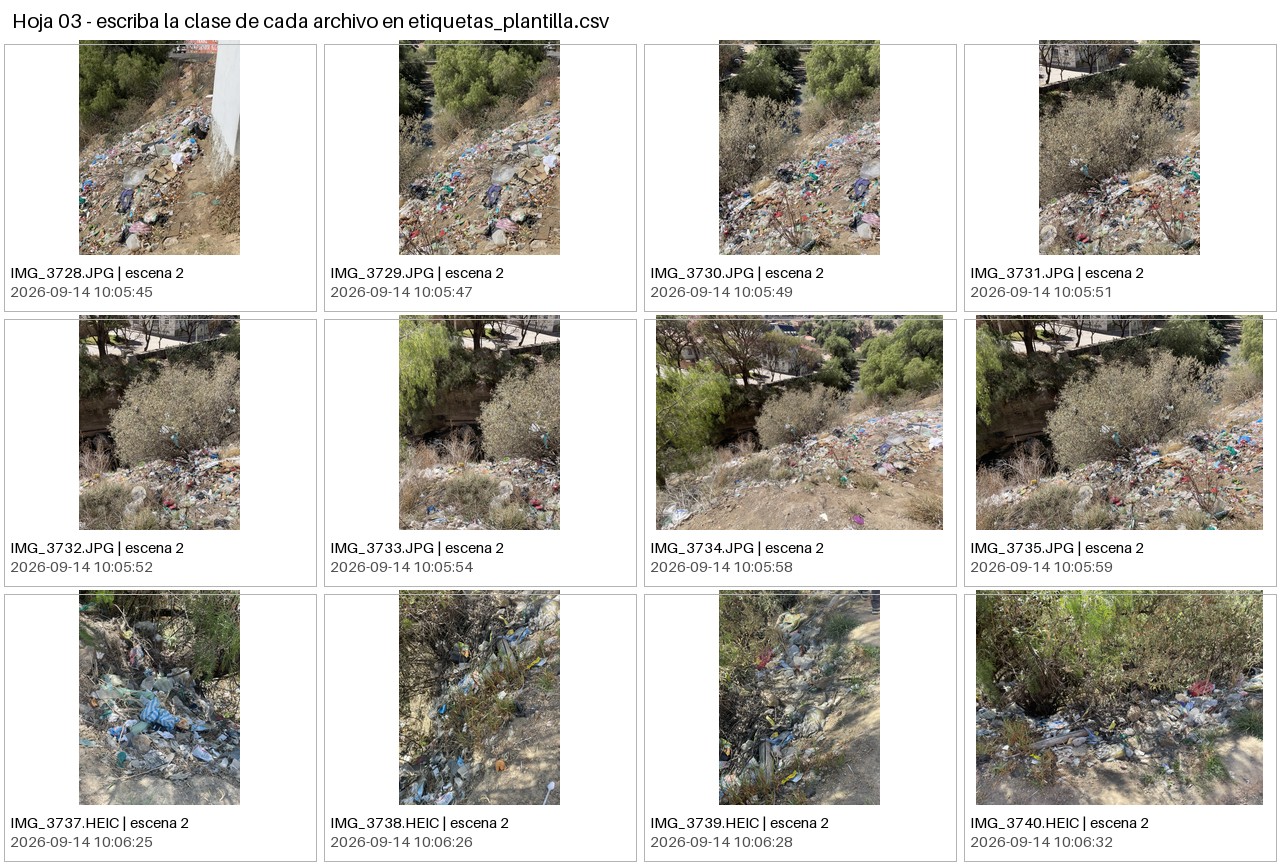 Hoja 03 - escriba la clase de cada archivo en etiquetas_plantilla.csv
IMG_3728.JPG | escena 2
2026-09-14 10:05:45
IMG_3729.JPG | escena 2
2026-09-14 10:05:47
IMG_3730.JPG | escena 2
2026-09-14 10:05:49
IMG_3731.JPG | escena 2
2026-09-14 10:05:51
IMG_3732.JPG | escena 2
2026-09-14 10:05:52
IMG_3733.JPG | escena 2
2026-09-14 10:05:54
IMG_3734.JPG | escena 2
2026-09-14 10:05:58
IMG_3735.JPG | escena 2
2026-09-14 10:05:59
IMG_3737.HEIC | escena 2
2026-09-14 10:06:25
IMG_3738.HEIC | escena 2
2026-09-14 10:06:26
IMG_3739.HEIC | escena 2
2026-09-14 10:06:28
IMG_3740.HEIC | escena 2
2026-09-14 10:06:32